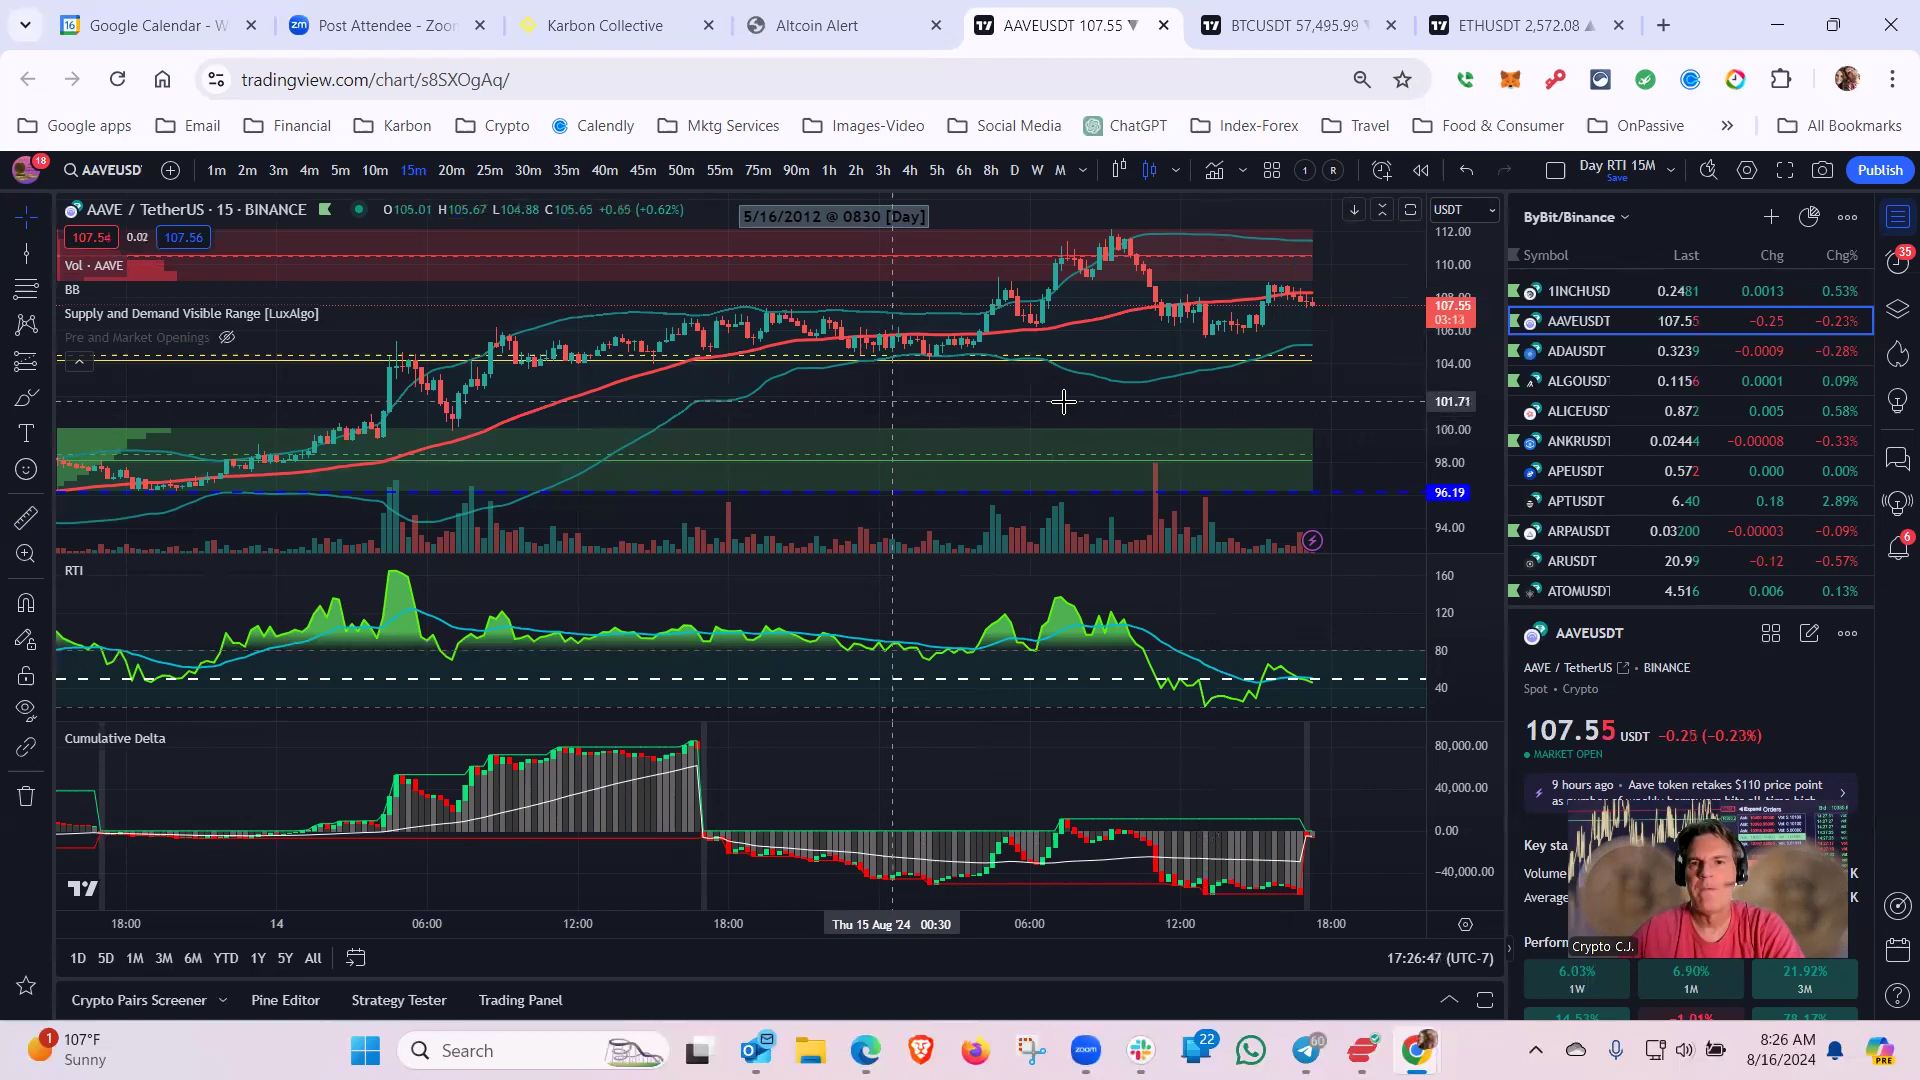 Google Calendar - W
Post Attendee - Zoom
Karbon Collective
Altcoin Alert
AAVEUSDT 107.55 ▼
BTCUSDT 57,495.99
ETHUSDT 2,572.08 ▲
tradingview.com/chart/s8SXOgAq/
Google apps
Email
Financial
Karbon
Crypto
Calendly
Mktg Services
Images-Video
Social Media
ChatGPT
Index-Forex
Travel
Food & Consumer
OnPassive
All Bookmarks
18
AAVEUSD
1m 2m 3m 4m 5m 10m 15m 20m 25m 30m 35m 40m 45m 50m 55m 75m 90m 1h 2h 3h 4h 5h 6h 8h D W M
1 R
Day RTI 15M
Save
Publish
AAVE / TetherUS · 15 · BINANCE
O105.01 H105.67 L104.88 C105.65 +0.65 (+0.62%)
5/16/2012 @ 0830 [Day]
USDT
107.54 0.02 107.56
Vol · AAVE
BB
Supply and Demand Visible Range [LuxAlgo]
Pre and Market Openings
112.00
110.00
107.55
03:13
106.00
104.00
101.71
100.00
98.00
96.19
94.00
RTI
160
120
80
40
Cumulative Delta
80,000.00
40,000.00
0.00
−40,000.00
18:00 14 06:00 12:00 18:00 Thu 15 Aug '24 00:30 06:00 12:00 18:00
1D 5D 1M 3M 6M YTD 1Y 5Y All
17:26:47 (UTC-7)
Crypto Pairs Screener
Pine Editor
Strategy Tester
Trading Panel
ByBit/Binance
Symbol Last Chg Chg%
1INCHUSD 0.2481 0.0013 0.53%
AAVEUSDT 107.55 −0.25 −0.23%
ADAUSDT 0.3239 −0.0009 −0.28%
ALGOUSDT 0.1156 0.0001 0.09%
ALICEUSD 0.872 0.005 0.58%
ANKRUSDT 0.02444 −0.00008 −0.33%
APEUSDT 0.572 0.000 0.00%
APTUSDT 6.40 0.18 2.89%
ARPAUSDT 0.03200 −0.00003 −0.09%
ARUSDT 20.99 −0.12 −0.57%
ATOMUSDT 4.516 0.006 0.13%
AAVEUSDT
AAVE / TetherUS • BINANCE
Spot • Crypto
107.55 USDT −0.25 (−0.23%)
MARKET OPEN
9 hours ago • Aave token retakes $110 price point
Key sta
Volume K
Average K
Perform
Crypto C.J.
6.03% 6.90% 21.92%
1W 1M 3M
14.53% −1.01% 78.17%
35
6
107°F
Sunny
1
Search
22
60
8:26 AM
8/16/2024
PRE
zoom